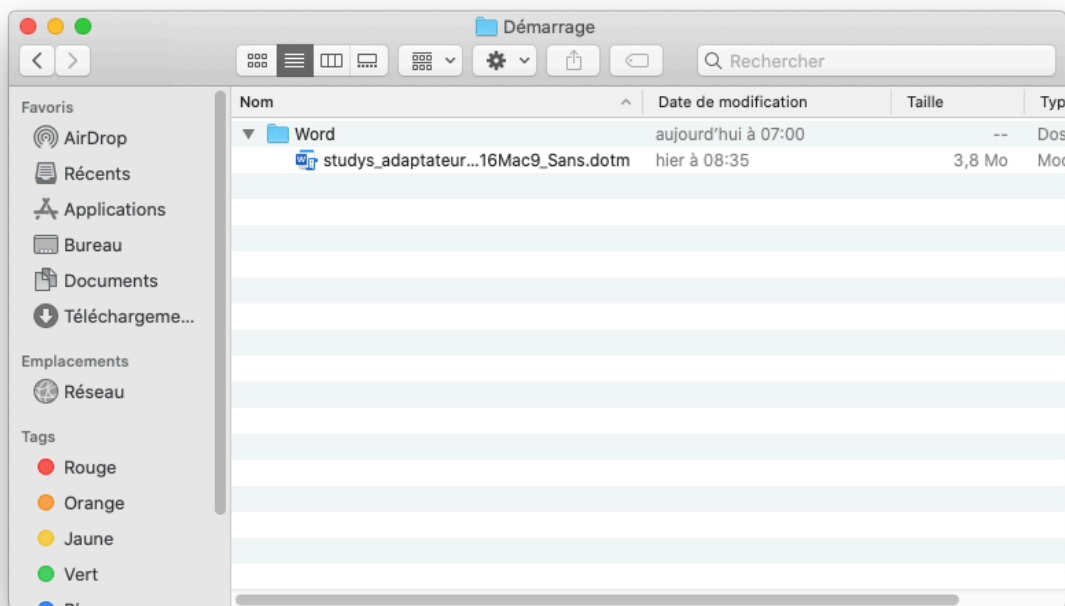 Démarrage
Rechercher
Favoris
AirDrop
Récents
Applications
Bureau
Documents
Téléchargeme...
Emplacements
Réseau
Tags
Rouge
Orange
Jaune
Vert
Nom Date de modification Taille Typ
Word aujourd'hui à 07:00 -- Dos
studys_adaptateur...16Mac9_Sans.dotm hier à 08:35 3,8 Mo Mod